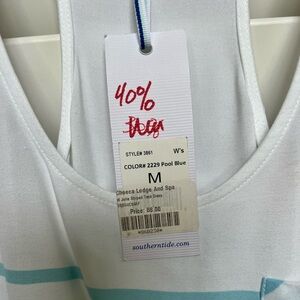 40%
STYLE# 3861 W's
COLOR# 2229 Pool Blue
M
Cheeca Lodge And Spa
Price: 88.00
southerntide.com